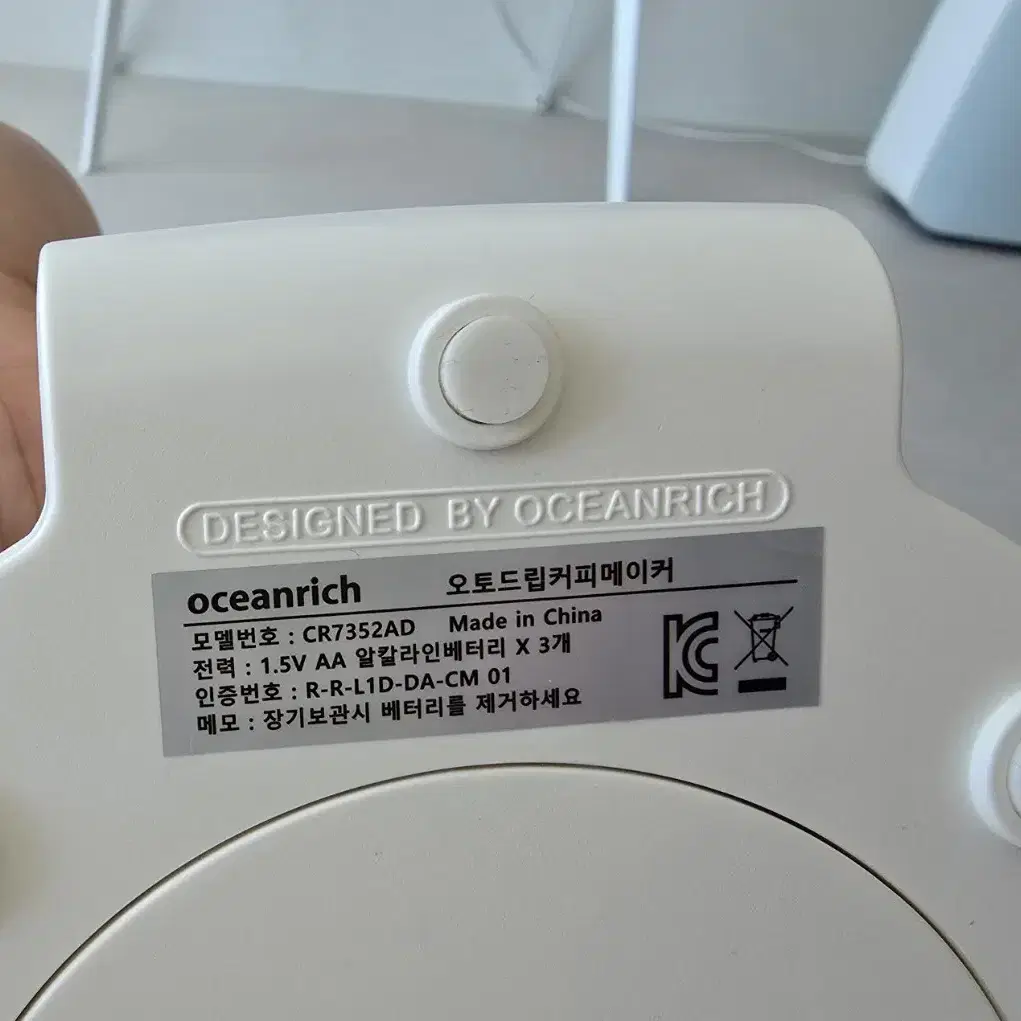 DESIGNED BY OCEANRICH
oceanrich 오토드립커피메이커
모델번호 : CR7352AD Made in China
전력 : 1.5V AA 알칼라인베터리 X 3개
인증번호 : R-R-L1D-DA-CM 01
메모 : 장기보관시 베터리를 제거하세요